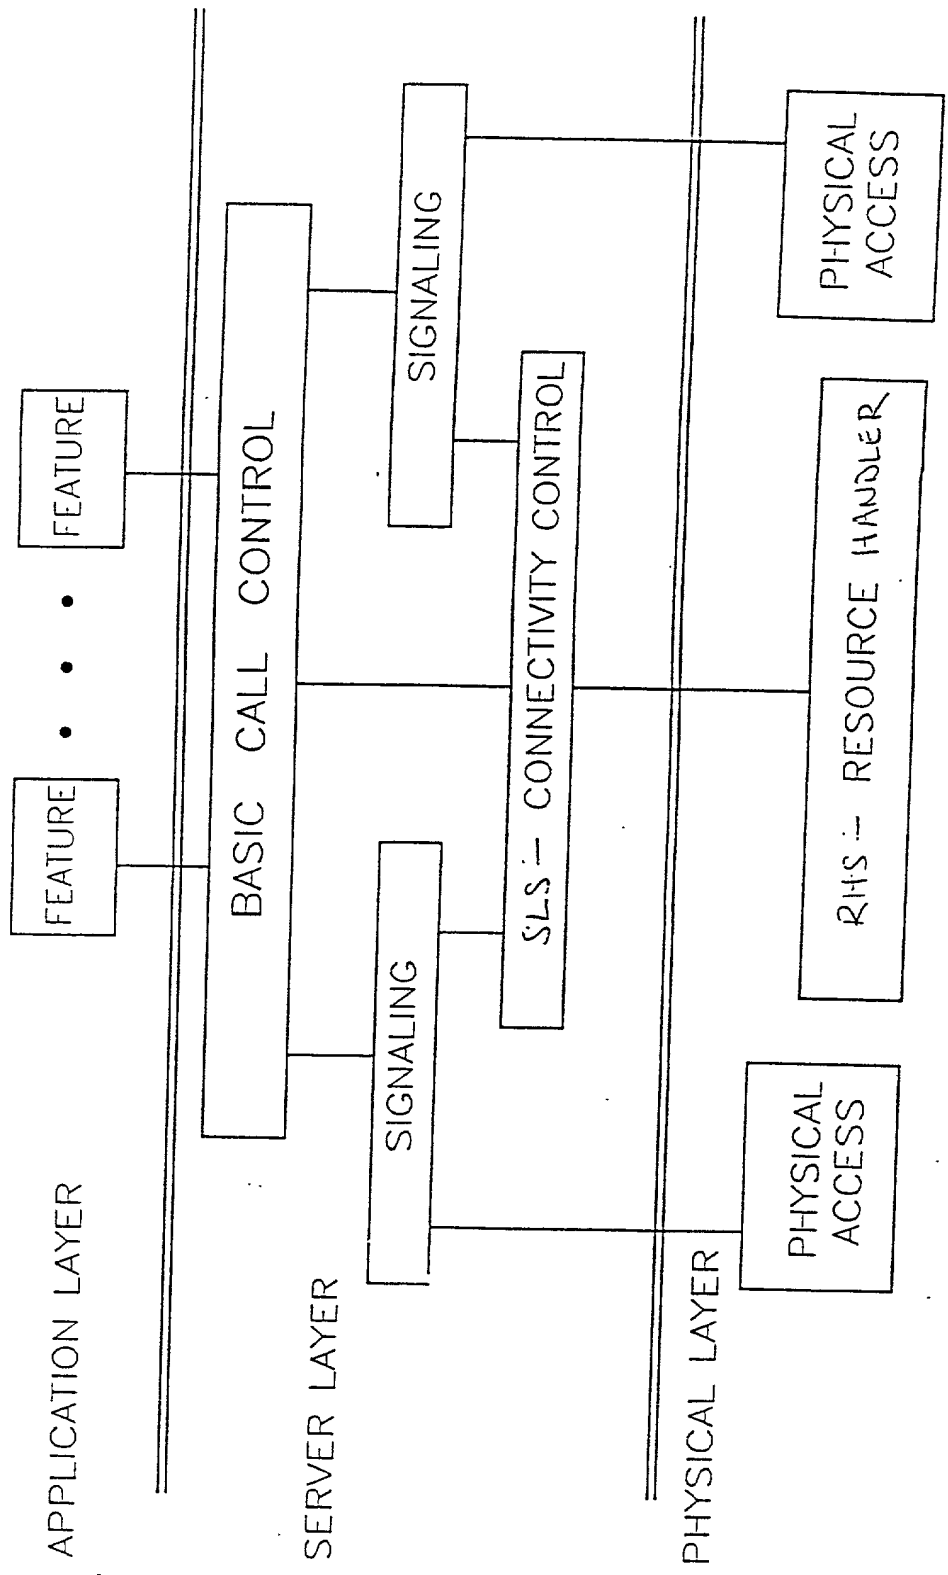 APPLICATION LAYER
FEATURE
FEATURE
BASIC CALL CONTROL
SERVER LAYER
SIGNALING
SIGNALING
SLS :- CONNECTIVITY CONTROL
PHYSICAL LAYER
PHYSICAL
ACCESS
RHS :- RESOURCE HANDLER
PHYSICAL
ACCESS